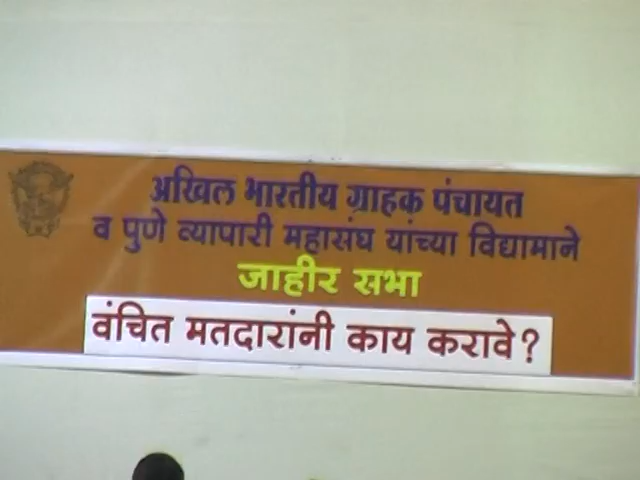 अखिल भारतीय ग्राहक पंचायत
व पुणे व्यापारी महासंघ यांच्या विद्यमाने
जाहीर सभा
वंचित मतदारांनी काय करावे?